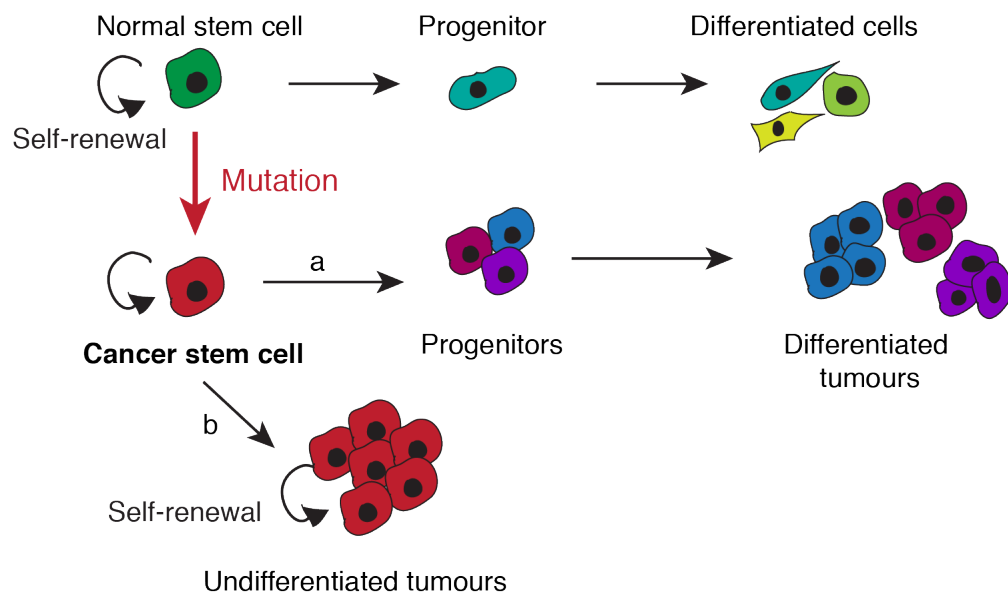 Normal stem cell
Progenitor
Differentiated cells
Self-renewal
Mutation
a
Cancer stem cell
Progenitors
Differentiated
tumours
b
Self-renewal
Undifferentiated tumours